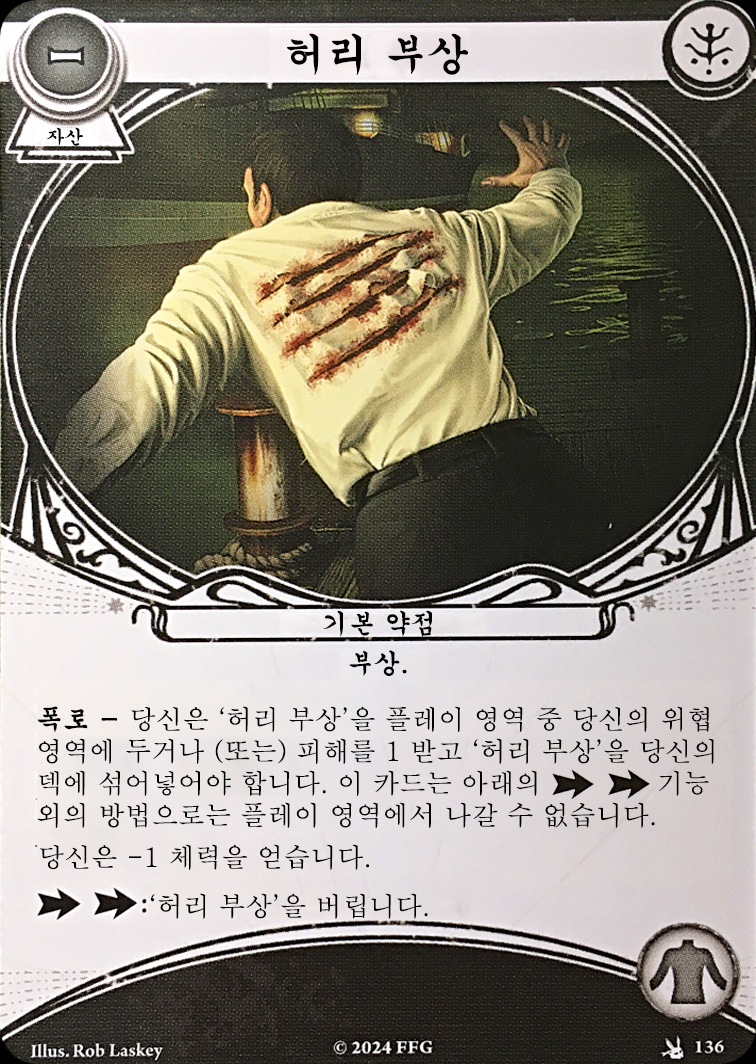 허리 부상
자산
기본 약점
부상.
폭로 – 당신은 ‘허리 부상’을 플레이 영역 중 당신의 위협
영역에 두거나 (또는) 피해를 1 받고 ‘허리 부상’을 당신의
덱에 섞어넣어야 합니다. 이 카드는 아래의 기능
외의 방법으로는 플레이 영역에서 나갈 수 없습니다.
당신은 -1 체력을 얻습니다.
:‘허리 부상’을 버립니다.
Illus. Rob Laskey © 2024 FFG 136